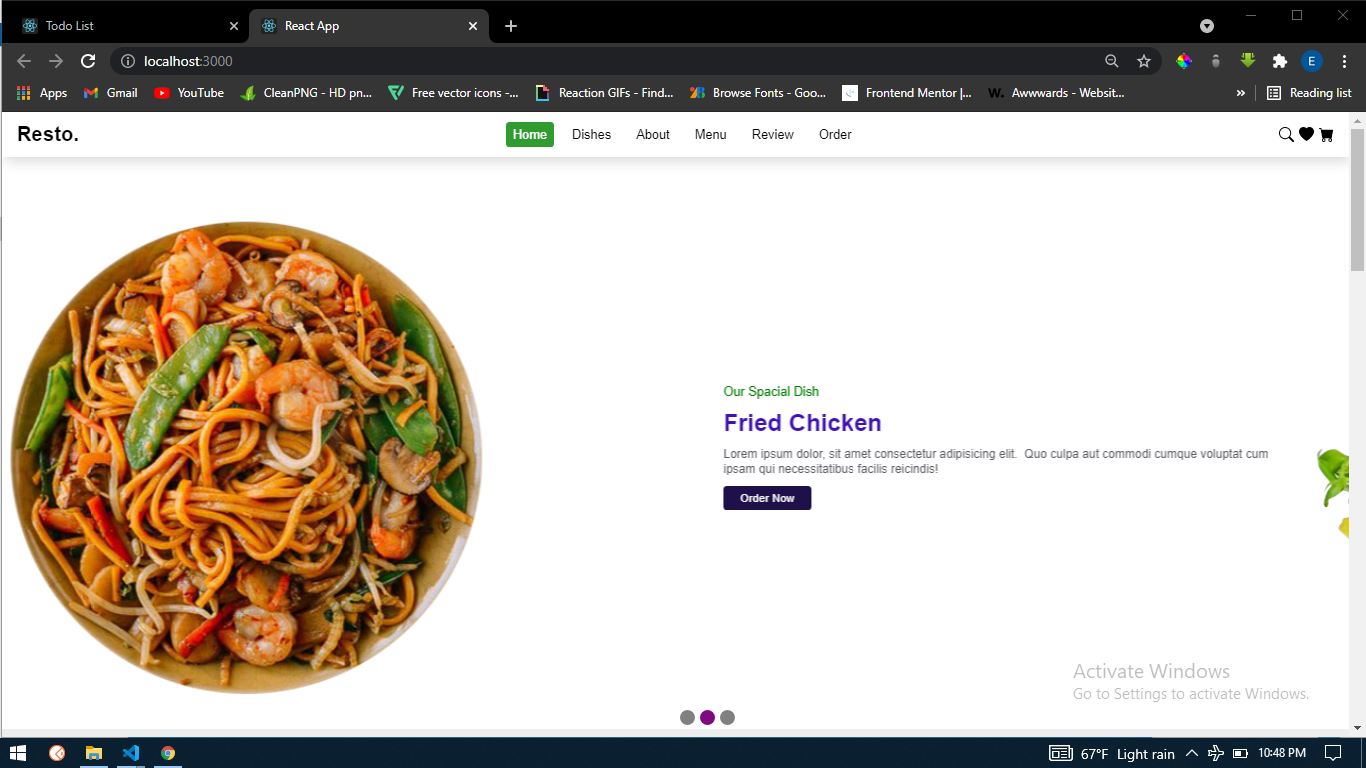 Todo List
React App
localhost:3000
Apps
Gmail
YouTube
CleanPNG - HD pn...
Free vector icons -...
Reaction GIFs - Find...
Browse Fonts - Goo...
Frontend Mentor |...
W. Awwwards - Websit...
»
Reading list
E
Resto.
Home
Dishes
About
Menu
Review
Order
Our Spacial Dish
Fried Chicken
Lorem ipsum dolor, sit amet consectetur adipisicing elit. Quo culpa aut commodi cumque voluptat cum
ipsam qui necessitatibus facilis reicindis!
Order Now
Activate Windows
Go to Settings to activate Windows.
67°F Light rain
10:48 PM